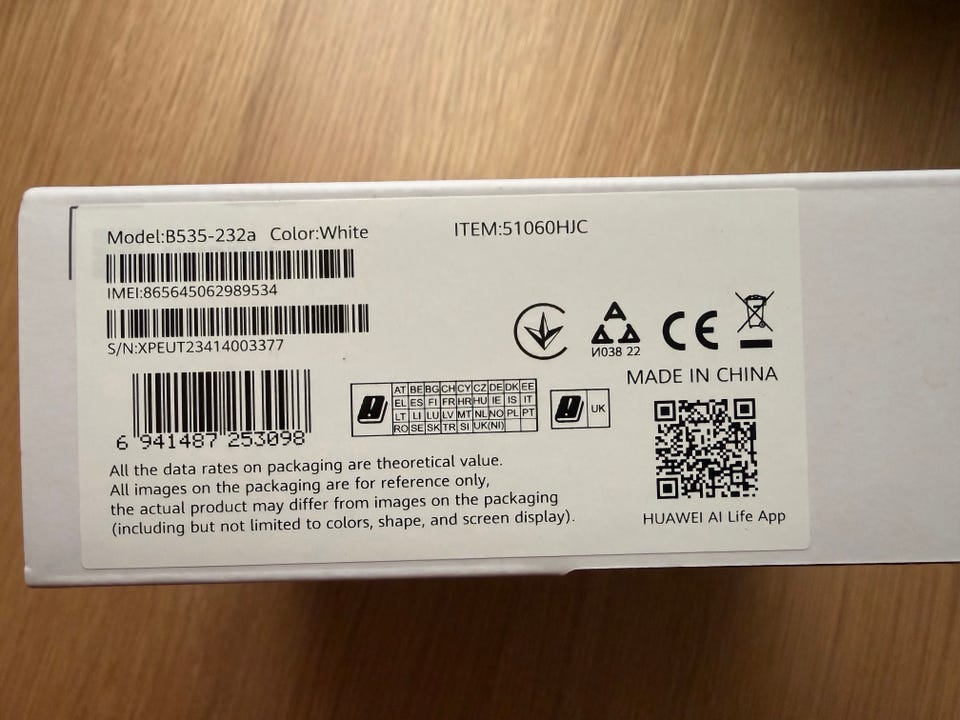 Model:B535-232a Color:White
ITEM:51060HJC
IMEI:865645062989534
S/N:XPEUT23414003377
И038 22
CE
MADE IN CHINA
AT BE BG CH CY CZ DE DK EE
EL ES FI FR HR HU IE IS IT
LT LI LU LV MT NL NO PL PT
RO SE SK TR SI UK(NI)
UK
6 941487 253098
All the data rates on packaging are theoretical value.
All images on the packaging are for reference only,
the actual product may differ from images on the packaging
(including but not limited to colors, shape, and screen display).
HUAWEI AI Life App